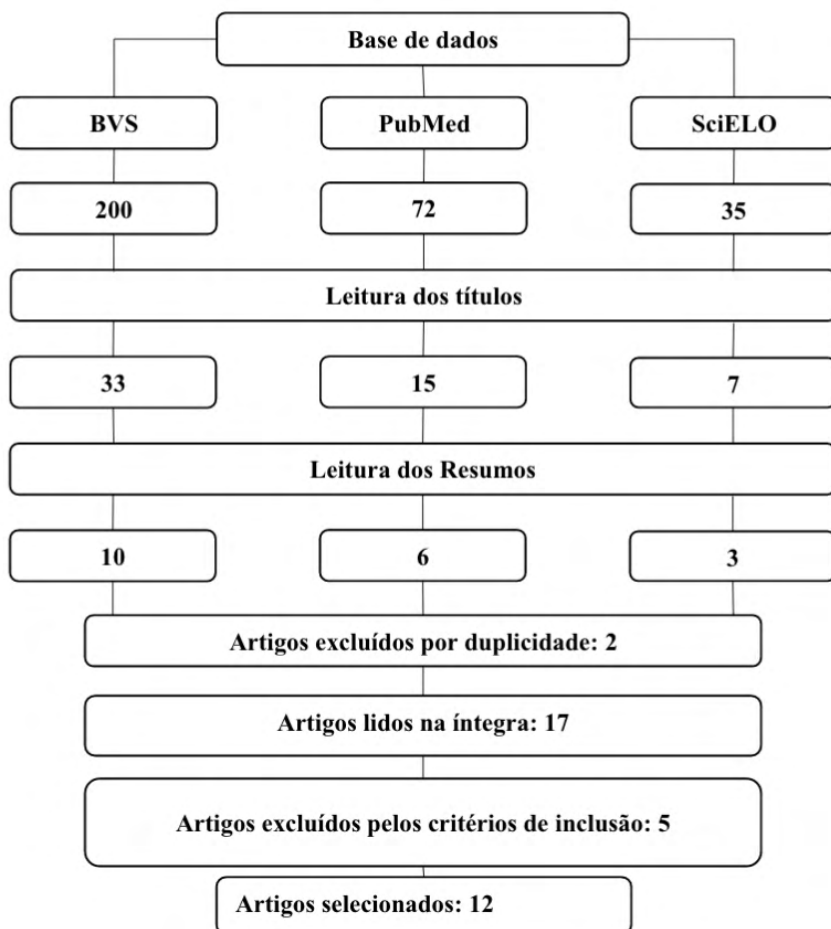 Base de dados
BVS
PubMed
SciELO
200
72
35
Leitura dos títulos
33
15
7
Leitura dos Resumos
10
6
3
Artigos excluídos por duplicidade: 2
Artigos lidos na íntegra: 17
Artigos excluídos pelos critérios de inclusão: 5
Artigos selecionados: 12